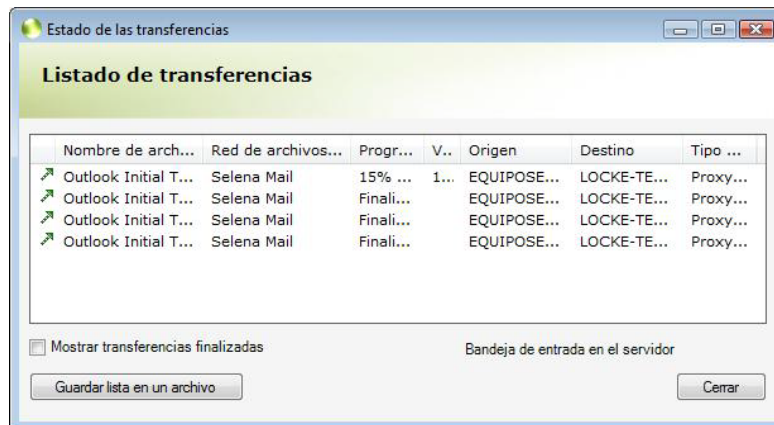 Estado de las transferencias
Listado de transferencias
Nombre de arch... Red de archivos... Progr... V... Origen Destino Tipo ...
Outlook Initial T... Selena Mail 15% ... 1... EQUIPOSE... LOCKE-TE... Proxy...
Outlook Initial T... Selena Mail Finali... EQUIPOSE... LOCKE-TE... Proxy...
Outlook Initial T... Selena Mail Finali... EQUIPOSE... LOCKE-TE... Proxy...
Outlook Initial T... Selena Mail Finali... EQUIPOSE... LOCKE-TE... Proxy...
Mostrar transferencias finalizadas Bandeja de entrada en el servidor
Guardar lista en un archivo Cerrar